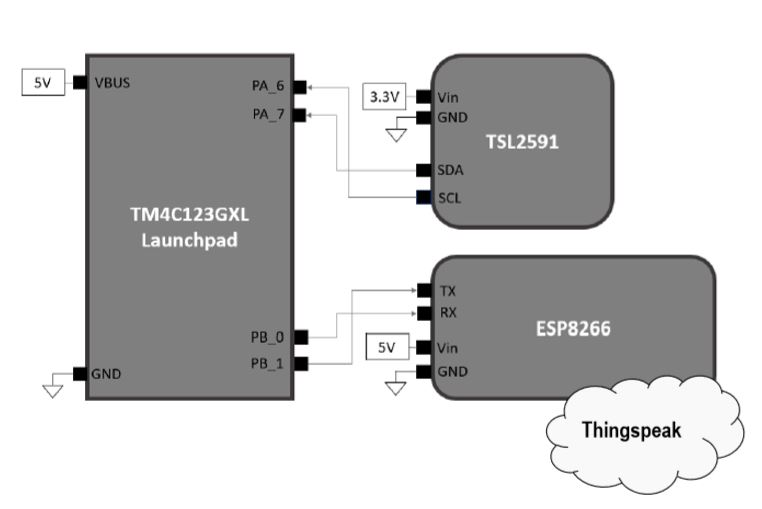 5V
VBUS
PA_6
PA_7
TM4C123GXL
Launchpad
PB_0
PB_1
GND
3.3V
Vin
GND
TSL2591
SDA
SCL
TX
RX
ESP8266
5V
Vin
GND
Thingspeak